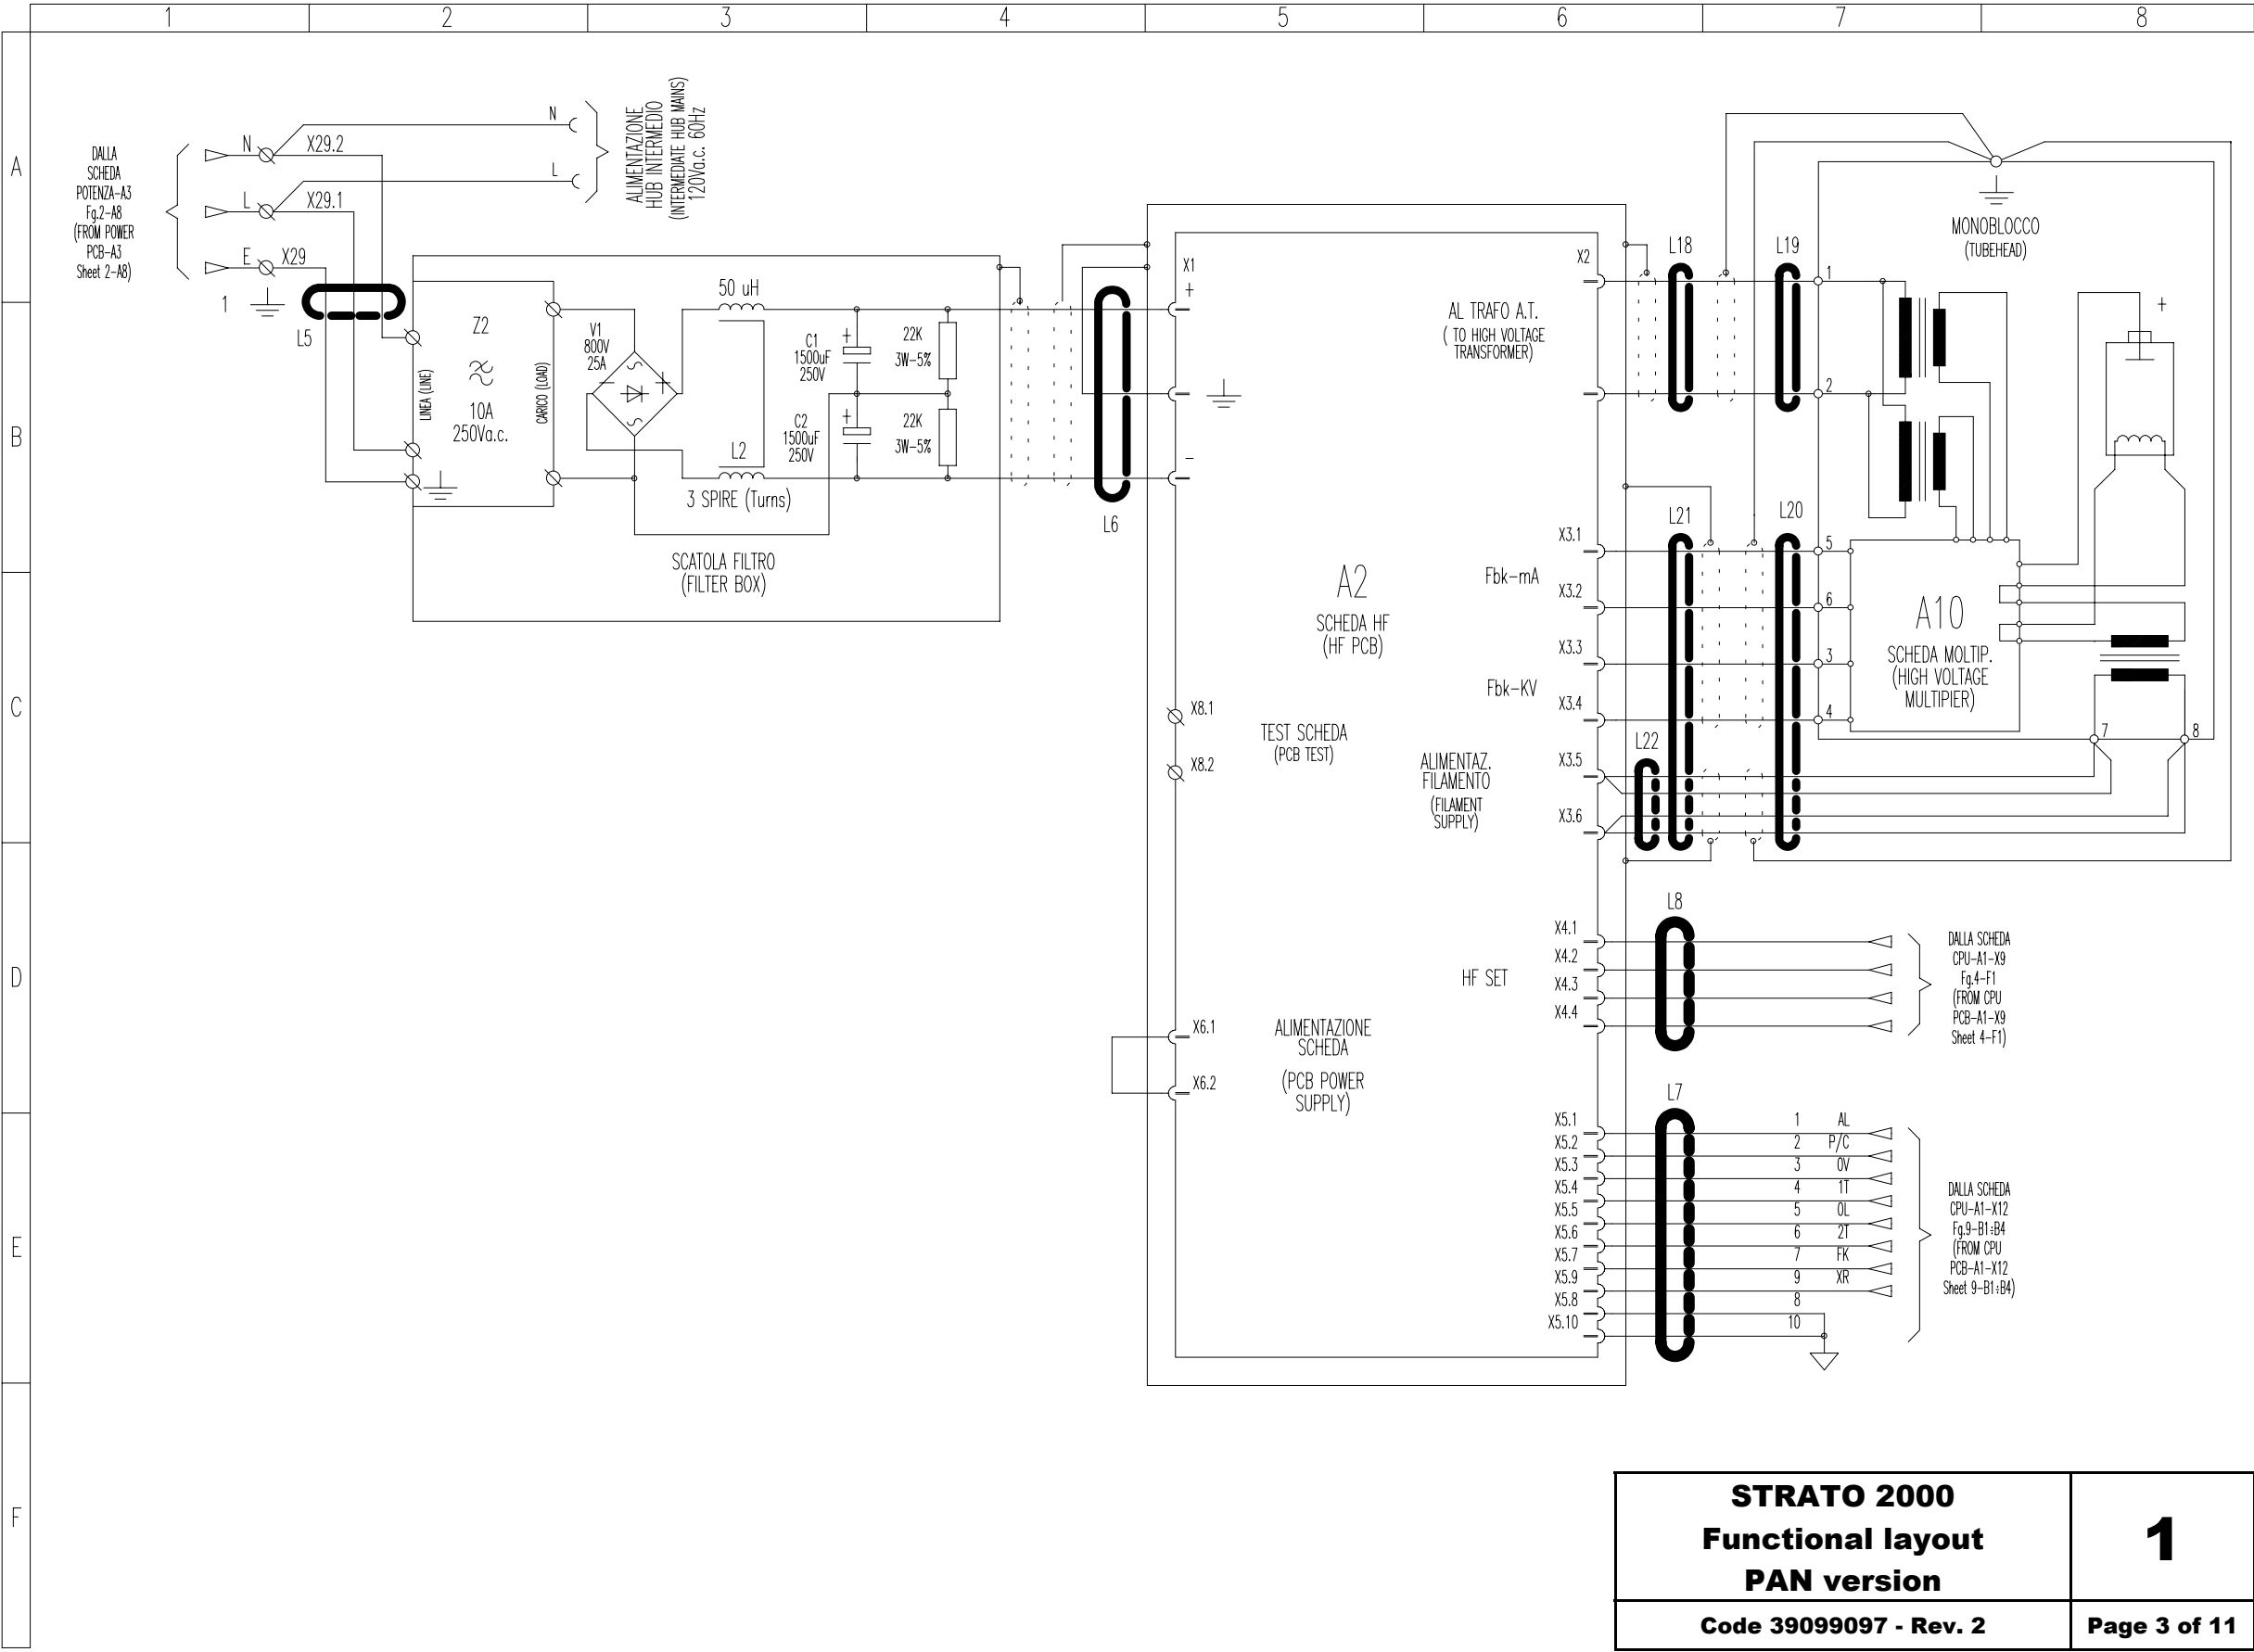 1 2 3 4 5 6 7 8
A
B
C
D
E
F
DALLA
SCHEDA
POTENZA-A3
Fg.2-A8
(FROM POWER
PCB-A3
Sheet 2-A8)
N
X29.2
L
X29.1
E
X29
1
L5
N
L
ALIMENTAZIONE
HUB INTERMEDIO
(INTERMEDIATE HUB MAINS)
120Va.c. 60Hz
LINEA (LINE)
Z2
10A
250Va.c.
CARICO (LOAD)
V1
800V
25A
50 uH
L2
3 SPIRE (Turns)
C1
1500uF
250V
+
C2
1500uF
250V
+
22K
3W-5%
22K
3W-5%
SCATOLA FILTRO
(FILTER BOX)
L6
X1
+
-
A2
SCHEDA HF
(HF PCB)
X8.1
X8.2
TEST SCHEDA
(PCB TEST)
X6.1
X6.2
ALIMENTAZIONE
SCHEDA
(PCB POWER
SUPPLY)
X2
AL TRAFO A.T.
( TO HIGH VOLTAGE
TRANSFORMER)
X3.1
Fbk-mA
X3.2
X3.3
Fbk-KV
X3.4
X3.5
ALIMENTAZ.
FILAMENTO
(FILAMENT
SUPPLY)
X3.6
L18
L19
L21
L20
L22
1
2
5
6
3
4
7
8
MONOBLOCCO
(TUBEHEAD)
+
A10
SCHEDA MOLTIP.
(HIGH VOLTAGE
MULTIPIER)
HF SET
X4.1
X4.2
X4.3
X4.4
L8
DALLA SCHEDA
CPU-A1-X9
Fg.4-F1
(FROM CPU
PCB-A1-X9
Sheet 4-F1)
L7
X5.1 1 AL
X5.2 2 P/C
X5.3 3 0V
X5.4 4 1T
X5.5 5 0L
X5.6 6 2T
X5.7 7 FK
X5.9 9 XR
X5.8 8
X5.10 10
DALLA SCHEDA
CPU-A1-X12
Fg.9-B1÷B4
(FROM CPU
PCB-A1-X12
Sheet 9-B1÷B4)
STRATO 2000
Functional layout
PAN version
1
Code 39099097 - Rev. 2
Page 3 of 11